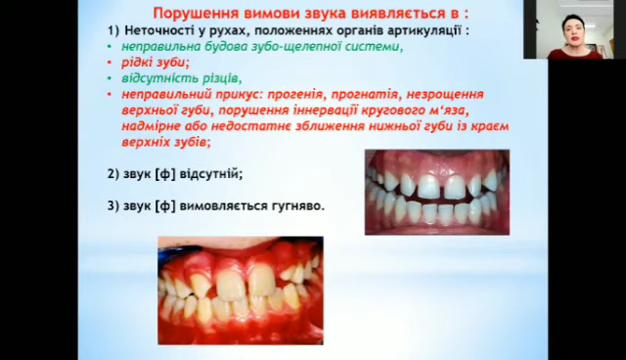 Порушення вимови звука виявляється в :
1) Неточності у рухах, положеннях органів артикуляції :
• неправильна будова зубо-щелепної системи,
• рідкі зуби;
• відсутність різців,
• неправильний прикус: прогенія, прогнатія, незрощення
верхньої губи, порушення іннервації кругового м‘яза,
надмірне або недостатнє зближення нижньої губи із краєм
верхніх зубів;
2) звук [ф] відсутній;
3) звук [ф] вимовляється гугняво.